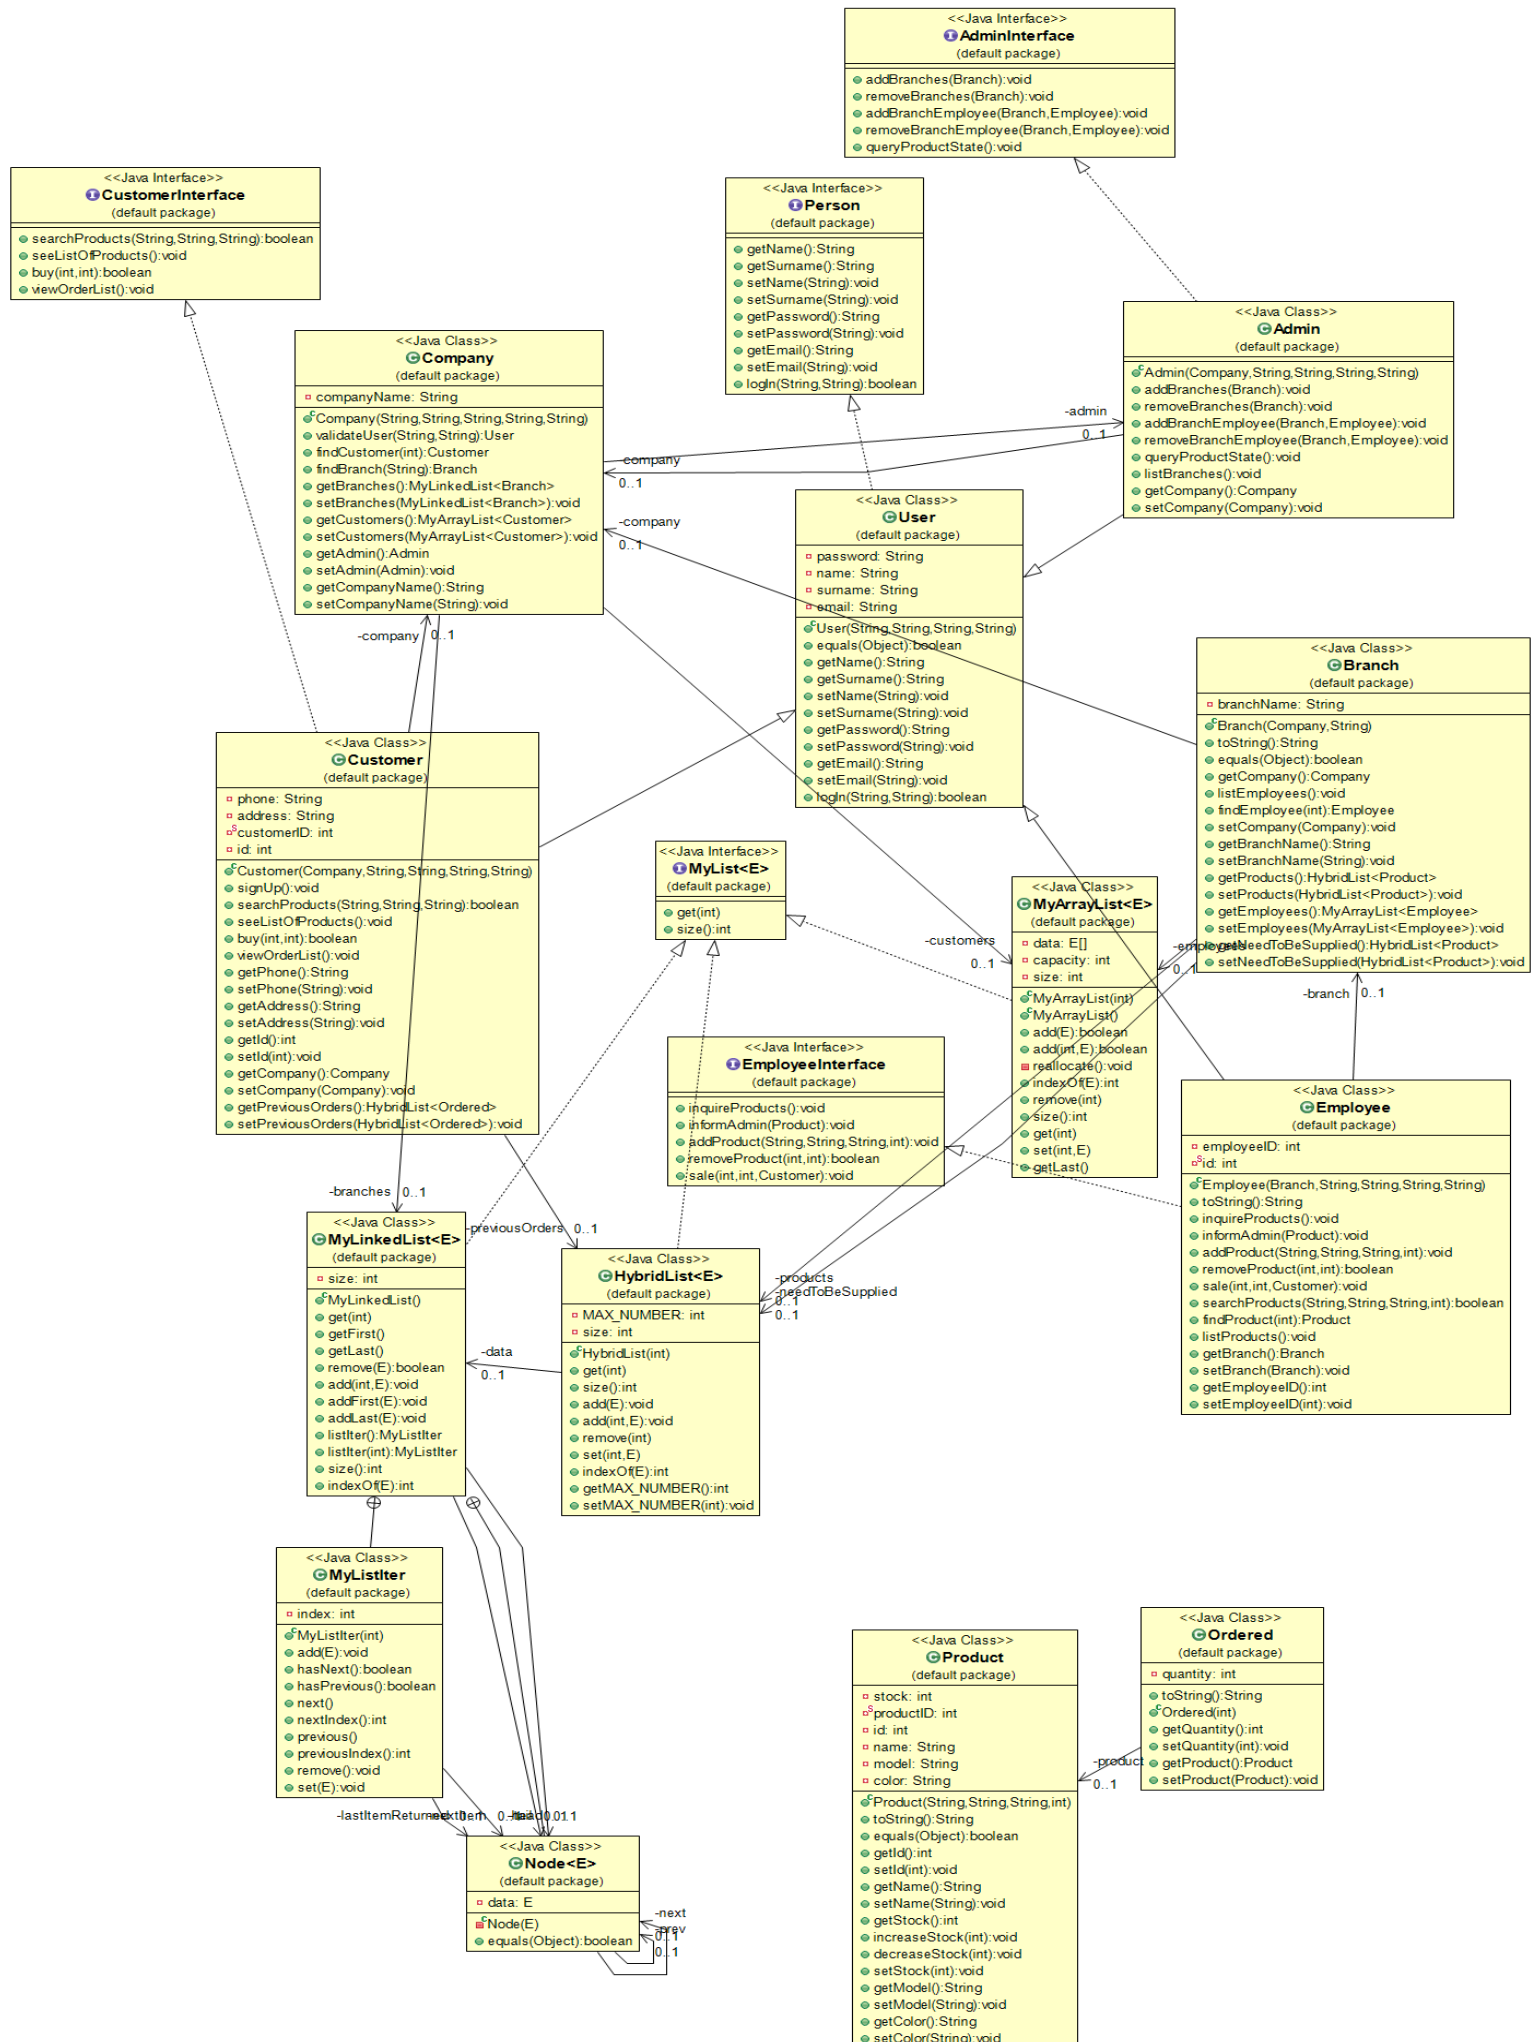 <<Java Interface>>
AdminInterface
(default package)
addBranches(Branch):void
removeBranches(Branch):void
addBranchEmployee(Branch,Employee):void
removeBranchEmployee(Branch,Employee):void
queryProductState():void
<<Java Interface>>
CustomerInterface
(default package)
searchProducts(String,String,String):boolean
seeListOfProducts():void
buy(int,int):boolean
viewOrderList():void
<<Java Interface>>
Person
(default package)
getName():String
getSurname():String
setName(String):void
setSurname(String):void
getPassword():String
setPassword(String):void
getEmail():String
setEmail(String):void
logIn(String,String):boolean
<<Java Class>>
Admin
(default package)
Admin(Company,String,String,String,String)
addBranches(Branch):void
removeBranches(Branch):void
addBranchEmployee(Branch,Employee):void
removeBranchEmployee(Branch,Employee):void
queryProductState():void
listBranches():void
getCompany():Company
setCompany(Company):void
<<Java Class>>
Company
(default package)
companyName: String
Company(String,String,String,String,String)
validateUser(String,String):User
findCustomer(int):Customer
findBranch(String):Branch
getBranches():MyLinkedList<Branch>
setBranches(MyLinkedList<Branch>):void
getCustomers():MyArrayList<Customer>
setCustomers(MyArrayList<Customer>):void
getAdmin():Admin
setAdmin(Admin):void
getCompanyName():String
setCompanyName(String):void
-admin
0..1
-company
0..1
-company
0..1
-company 0..1
<<Java Class>>
User
(default package)
password: String
name: String
surname: String
email: String
User(String,String,String,String)
equals(Object):boolean
getName():String
getSurname():String
setName(String):void
setSurname(String):void
getPassword():String
setPassword(String):void
getEmail():String
setEmail(String):void
logIn(String,String):boolean
<<Java Class>>
Branch
(default package)
branchName: String
Branch(Company,String)
toString():String
equals(Object):boolean
getCompany():Company
listEmployees():void
findEmployee(int):Employee
setCompany(Company):void
getBranchName():String
setBranchName(String):void
getProducts():HybridList<Product>
setProducts(HybridList<Product>):void
getEmployees():MyArrayList<Employee>
setEmployees(MyArrayList<Employee>):void
getNeedToBeSupplied():HybridList<Product>
setNeedToBeSupplied(HybridList<Product>):void
<<Java Class>>
Customer
(default package)
phone: String
address: String
customerID: int
id: int
Customer(Company,String,String,String,String)
signUp():void
searchProducts(String,String,String):boolean
seeListOfProducts():void
buy(int,int):boolean
viewOrderList():void
getPhone():String
setPhone(String):void
getAddress():String
setAddress(String):void
getId():int
setId(int):void
getCompany():Company
setCompany(Company):void
getPreviousOrders():HybridList<Ordered>
setPreviousOrders(HybridList<Ordered>):void
<<Java Interface>>
MyList<E>
(default package)
get(int)
size():int
<<Java Class>>
MyArrayList<E>
(default package)
data: E[]
capacity: int
size: int
MyArrayList(int)
MyArrayList()
add(E):boolean
add(int,E):boolean
reallocate():void
indexOf(E):int
remove(int)
size():int
get(int)
set(int,E)
getLast()
-customers
0..1
-employees
0..1
-branch 0..1
<<Java Interface>>
EmployeeInterface
(default package)
inquireProducts():void
informAdmin(Product):void
addProduct(String,String,String,int):void
removeProduct(int,int):boolean
sale(int,int,Customer):void
<<Java Class>>
Employee
(default package)
employeeID: int
id: int
Employee(Branch,String,String,String,String)
toString():String
inquireProducts():void
informAdmin(Product):void
addProduct(String,String,String,int):void
removeProduct(int,int):boolean
sale(int,int,Customer):void
searchProducts(String,String,String,int):boolean
findProduct(int):Product
listProducts():void
getBranch():Branch
setBranch(Branch):void
getEmployeeID():int
setEmployeeID(int):void
-branches 0..1
-previousOrders 0..1
<<Java Class>>
MyLinkedList<E>
(default package)
size: int
MyLinkedList()
get(int)
getFirst()
getLast()
remove(E):boolean
add(int,E):void
addFirst(E):void
addLast(E):void
listIter():MyListIter
listIter(int):MyListIter
size():int
indexOf(E):int
<<Java Class>>
HybridList<E>
(default package)
MAX_NUMBER: int
size: int
HybridList(int)
get(int)
size():int
add(E):void
add(int,E):void
remove(int)
set(int,E)
indexOf(E):int
getMAX_NUMBER():int
setMAX_NUMBER(int):void
-products
-needToBeSupplied
0..1
0..1
-data
0..1
<<Java Class>>
MyListIter
(default package)
index: int
MyListIter(int)
add(E):void
hasNext():boolean
hasPrevious():boolean
next()
nextIndex():int
previous()
previousIndex():int
remove():void
set(E):void
-lastItemReturned
<<Java Class>>
Node<E>
(default package)
data: E
Node(E)
equals(Object):boolean
-next
-prev
0..1
0..1
<<Java Class>>
Product
(default package)
stock: int
productID: int
id: int
name: String
model: String
color: String
Product(String,String,String,int)
toString():String
equals(Object):boolean
getId():int
setId(int):void
getName():String
setName(String):void
getStock():int
increaseStock(int):void
decreaseStock(int):void
setStock(int):void
getModel():String
setModel(String):void
getColor():String
setColor(String):void
<<Java Class>>
Ordered
(default package)
quantity: int
toString():String
Ordered(int)
getQuantity():int
setQuantity(int):void
getProduct():Product
setProduct(Product):void
-product
0..1